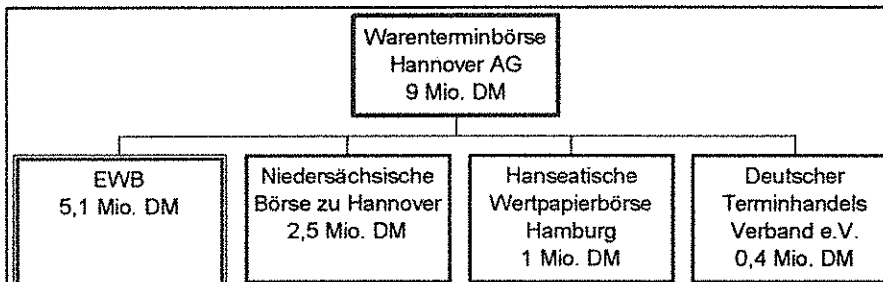 Warenterminbörse
Hannover AG
9 Mio. DM
EWB
5,1 Mio. DM
Niedersächsische
Börse zu Hannover
2,5 Mio. DM
Hanseatische
Wertpapierbörse
Hamburg
1 Mio. DM
Deutscher
Terminhandels
Verband e.V.
0,4 Mio. DM